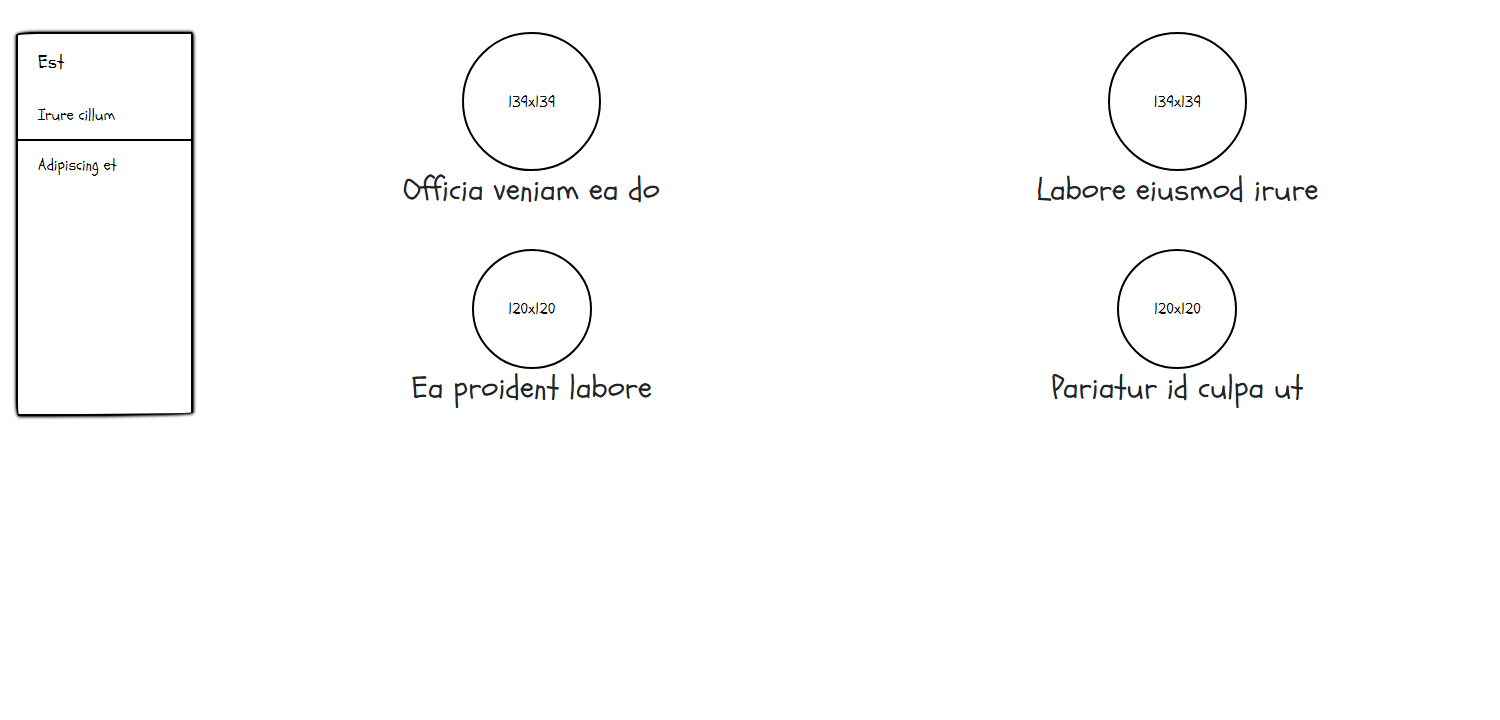 Est
Irure cillum
Adipiscing et
139x139
Officia veniam ea do
139x139
Labore eiusmod irure
120x120
Ea proident labore
120x120
Pariatur id culpa ut